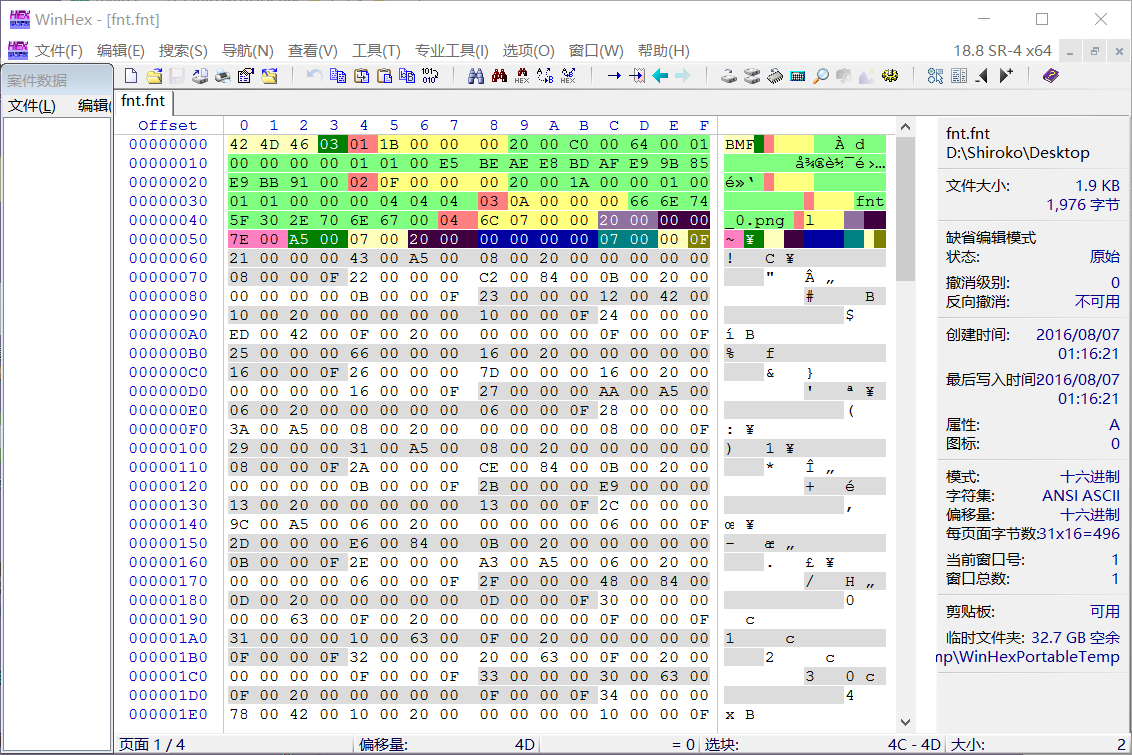 WinHex - [fnt.fnt]
文件(F) 编辑(E) 搜索(S) 导航(N) 查看(V) 工具(T) 专业工具(I) 选项(O) 窗口(W) 帮助(H) 18.8 SR-4 x64
案件数据
文件(L) 编辑(
fnt.fnt
Offset 0 1 2 3 4 5 6 7 8 9 A B C D E F
00000000 42 4D 46 03 01 1B 00 00 00 20 00 C0 00 64 00 01 BMF À d
00000010 00 00 00 00 01 01 00 E5 BE AE E8 BD AF E9 9B 85 å¾®è½¯é›…
00000020 E9 BB 91 00 02 0F 00 00 00 20 00 1A 00 00 01 00 é»‘
00000030 01 01 00 00 04 04 04 03 0A 00 00 00 66 6E 74 fnt
00000040 5F 30 2E 70 6E 67 00 04 6C 07 00 00 20 00 00 00 _0.png l
00000050 7E 00 A5 00 07 00 20 00 00 00 00 00 07 00 00 0F ~ ¥
00000060 21 00 00 00 43 00 A5 00 08 00 20 00 00 00 00 00 ! C ¥
00000070 08 00 00 0F 22 00 00 00 C2 00 84 00 0B 00 20 00 " Â „
00000080 00 00 00 00 0B 00 00 0F 23 00 00 00 12 00 42 00 # B
00000090 10 00 20 00 00 00 00 00 10 00 00 0F 24 00 00 00 $
000000A0 ED 00 42 00 0F 00 20 00 00 00 00 00 0F 00 00 0F í B
000000B0 25 00 00 00 66 00 00 00 16 00 20 00 00 00 00 00 % f
000000C0 16 00 00 0F 26 00 00 00 7D 00 00 00 16 00 20 00 & }
000000D0 00 00 00 00 16 00 00 0F 27 00 00 00 AA 00 A5 00 ' ª ¥
000000E0 06 00 20 00 00 00 00 00 06 00 00 0F 28 00 00 00 (
000000F0 3A 00 A5 00 08 00 20 00 00 00 00 00 08 00 00 0F : ¥
00000100 29 00 00 00 31 00 A5 00 08 00 20 00 00 00 00 00 ) 1 ¥
00000110 08 00 00 0F 2A 00 00 00 CE 00 84 00 0B 00 20 00 * Î „
00000120 00 00 00 00 0B 00 00 0F 2B 00 00 00 E9 00 00 00 + é
00000130 13 00 20 00 00 00 00 00 13 00 00 0F 2C 00 00 00 ,
00000140 9C 00 A5 00 06 00 20 00 00 00 00 00 06 00 00 0F œ ¥
00000150 2D 00 00 00 E6 00 84 00 0B 00 20 00 00 00 00 00 - æ „
00000160 0B 00 00 0F 2E 00 00 00 A3 00 A5 00 06 00 20 00 . £ ¥
00000170 00 00 00 00 06 00 00 0F 2F 00 00 00 48 00 84 00 / H „
00000180 0D 00 20 00 00 00 00 00 0D 00 00 0F 30 00 00 00 0
00000190 00 00 63 00 0F 00 20 00 00 00 00 00 0F 00 00 0F c
000001A0 31 00 00 00 10 00 63 00 0F 00 20 00 00 00 00 00 1 c
000001B0 0F 00 00 0F 32 00 00 00 20 00 63 00 0F 00 20 00 2 c
000001C0 00 00 00 00 0F 00 00 0F 33 00 00 00 30 00 63 00 3 0 c
000001D0 0F 00 20 00 00 00 00 00 0F 00 00 0F 34 00 00 00 4
000001E0 78 00 42 00 10 00 20 00 00 00 00 00 10 00 00 0F x B
fnt.fnt
D:\Shiroko\Desktop
文件大小: 1.9 KB
1,976 字节
缺省编辑模式
状态: 原始
撤消级别: 0
反向撤消: 不可用
创建时间: 2016/08/07
01:16:21
最后写入时间2016/08/07
01:16:21
属性: A
图标: 0
模式: 十六进制
字符集: ANSI ASCII
偏移量: 十六进制
每页面字节数:31x16=496
当前窗口号: 1
窗口总数: 1
剪贴板: 可用
临时文件夹: 32.7 GB 空余
mp\WinHexPortableTemp
页面 1 / 4 偏移量: 4D = 0 选块: 4C - 4D 大小: 2